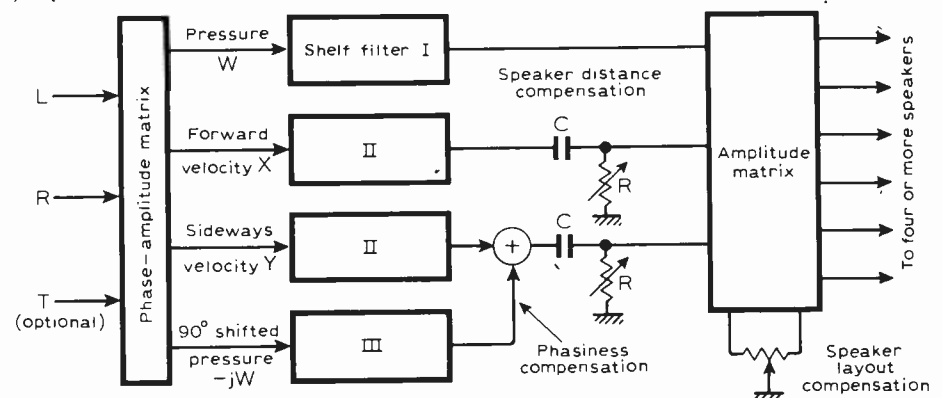 L
R
T
(optional)
Phase-amplitude matrix
Pressure
W
Forward
velocity X
Sideways
velocity Y
90° shifted
pressure
-jW
Shelf filter I
II
II
III
+
Speaker distance
compensation
C
R
C
R
Phasiness
compensation
Amplitude
matrix
Speaker
layout
compensation
To four or more speakers